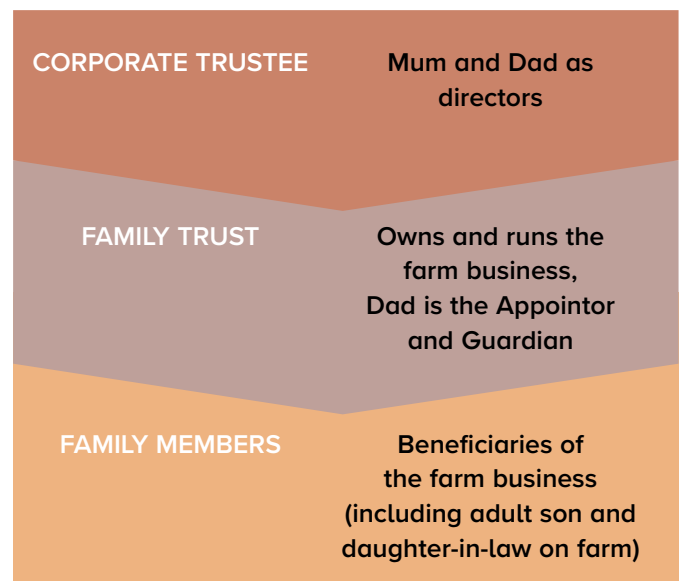 CORPORATE TRUSTEE
Mum and Dad as
directors
FAMILY TRUST
Owns and runs the
farm business,
Dad is the Appointor
and Guardian
FAMILY MEMBERS
Beneficiaries of
the farm business
(including adult son and
daughter-in-law on farm)